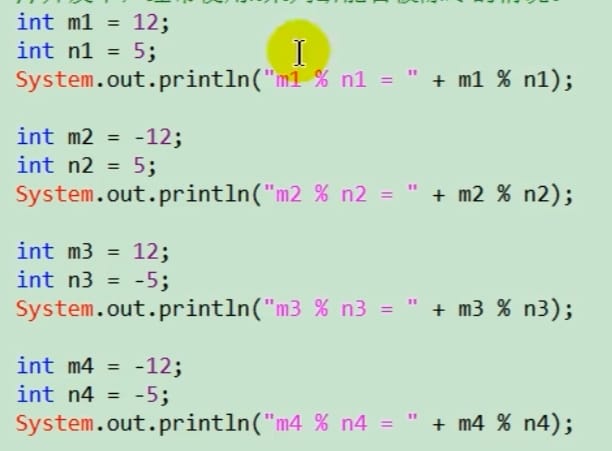 int m1 = 12;
int n1 = 5;
System.out.println("m1 % n1 = " + m1 % n1);
int m2 = -12;
int n2 = 5;
System.out.println("m2 % n2 = " + m2 % n2);
int m3 = 12;
int n3 = -5;
System.out.println("m3 % n3 = " + m3 % n3);
int m4 = -12;
int n4 = -5;
System.out.println("m4 % n4 = " + m4 % n4);